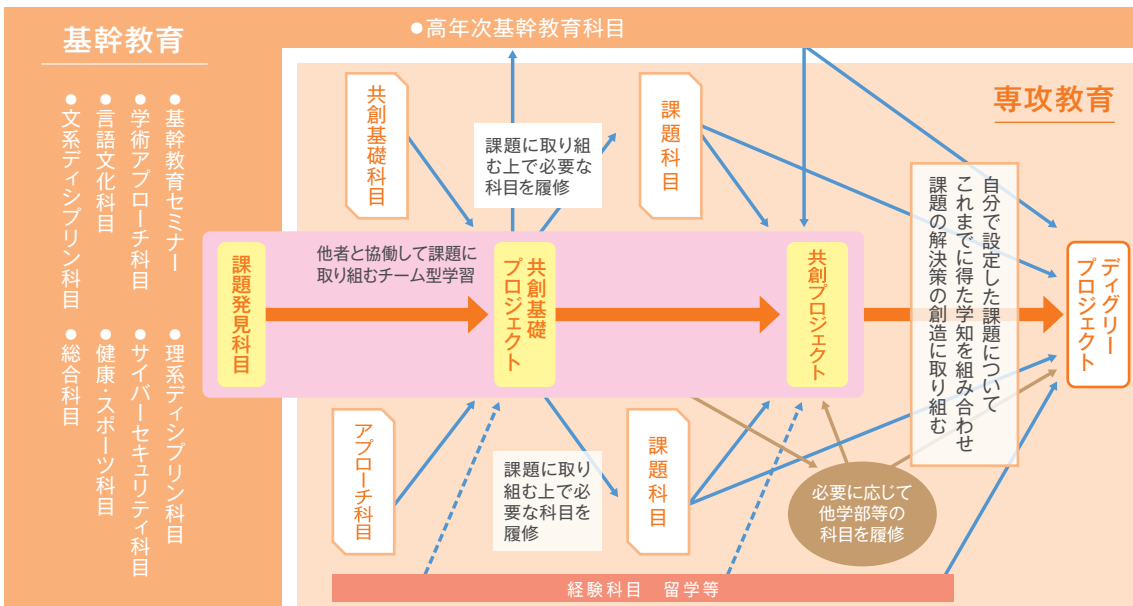 基幹教育
●基幹教育セミナー
●学術アプローチ科目
●言語文化科目
●文系ディシプリン科目
●理系ディシプリン科目
●サイバーセキュリティ科目
●健康・スポーツ科目
●総合科目
●高年次基幹教育科目
専攻教育
共創基礎科目
課題に取り組
む上で必要な
科目を履修
課題科目
課題発見科目
他者と協働して課題に
取り組むチーム型学習
共創基礎
プロジェクト
共創プロジェクト
自分で設定した課題について
これまでに得た学知を組み合わせ
課題の解決策の創造に取り組む
ディグリー
プロジェクト
アプローチ科目
課題に取り
組む上で必
要な科目を
履修
課題科目
必要に応じて
他学部等の
科目を履修
経験科目　留学等